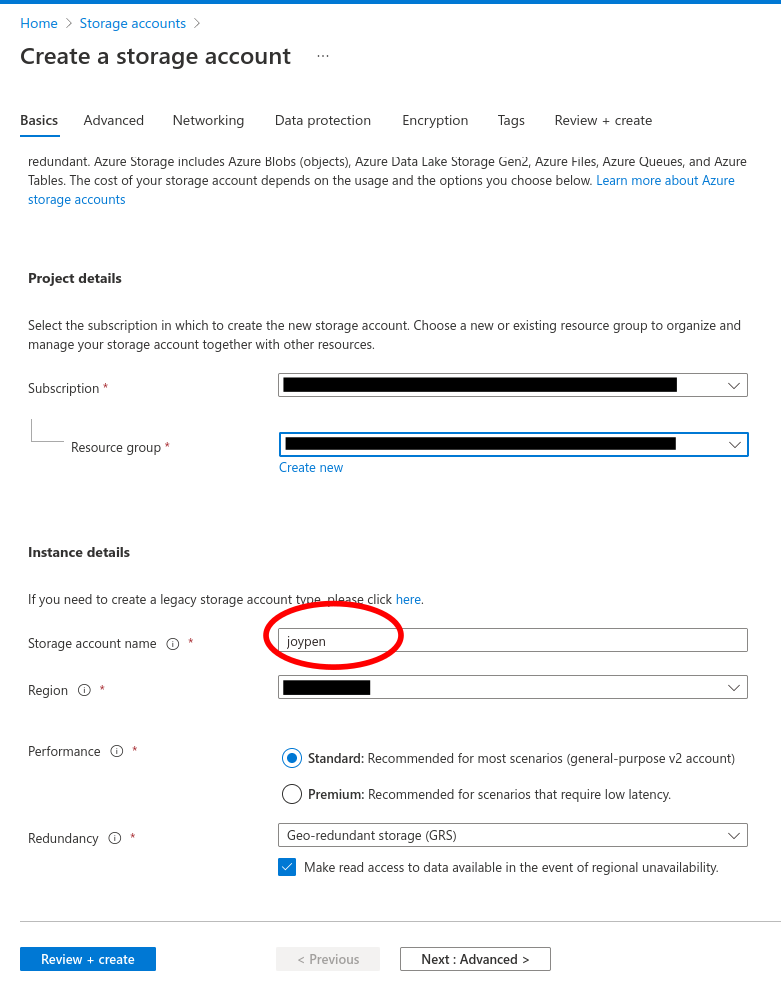 Home > Storage accounts >
Create a storage account ...
Basics Advanced Networking Data protection Encryption Tags Review + create
redundant. Azure Storage includes Azure Blobs (objects), Azure Data Lake Storage Gen2, Azure Files, Azure Queues, and Azure
Tables. The cost of your storage account depends on the usage and the options you choose below. Learn more about Azure
storage accounts
Project details
Select the subscription in which to create the new storage account. Choose a new or existing resource group to organize and
manage your storage account together with other resources.
Subscription *
Resource group *
Create new
Instance details
If you need to create a legacy storage account type, please click here.
Storage account name * joypen
Region *
Performance * Standard: Recommended for most scenarios (general-purpose v2 account)
Premium: Recommended for scenarios that require low latency.
Redundancy * Geo-redundant storage (GRS)
Make read access to data available in the event of regional unavailability.
Review + create < Previous Next : Advanced >